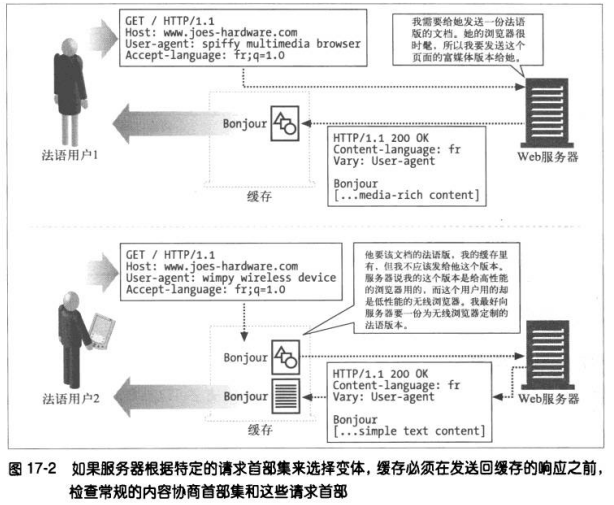 GET / HTTP/1.1
Host: www.joes-hardware.com
User-agent: spiffy multimedia browser
Accept-language: fr;q=1.0
我需要给她发送一份法语
版的文档。她的浏览器很
时髦，所以我要发送这个
页面的富媒体版本给她。
Bonjour
法语用户1
缓存
HTTP/1.1 200 OK
Content-language: fr
Vary: User-agent
Bonjour
[...media-rich content]
Web服务器
GET / HTTP/1.1
Host: www.joes-hardware.com
User-agent: wimpy wireless device
Accept-language: fr;q=1.0
他要该文档的法语版，我的缓存里
有，但我不应该发给他这个版本。
服务器说我的这个版本是给高性能
的浏览器用的，而这个用户用的却
是低性能的无线浏览器。我最好向
服务器要一份为无线浏览器定制的
法语版本。
Bonjour
Bonjour
法语用户2
缓存
HTTP/1.1 200 OK
Content-language: fr
Vary: User-agent
Bonjour
[...simple text content]
Web服务器
图 17-2 如果服务器根据特定的请求首部集来选择变体，缓存必须在发送回缓存的响应之前，
检查常规的内容协商首部集和这些请求首部